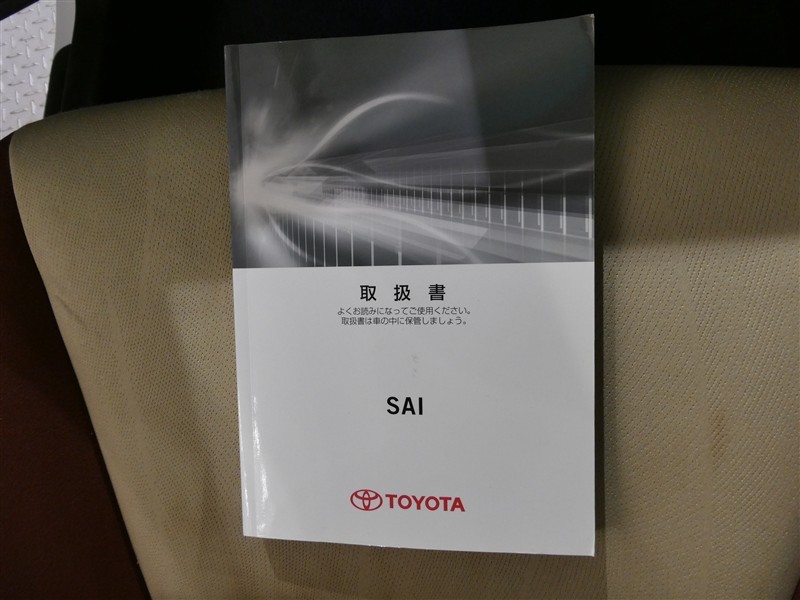 取扱書
よくお読みになってご使用ください。
取扱書は車の中に保管しましょう。
SAI
TOYOTA